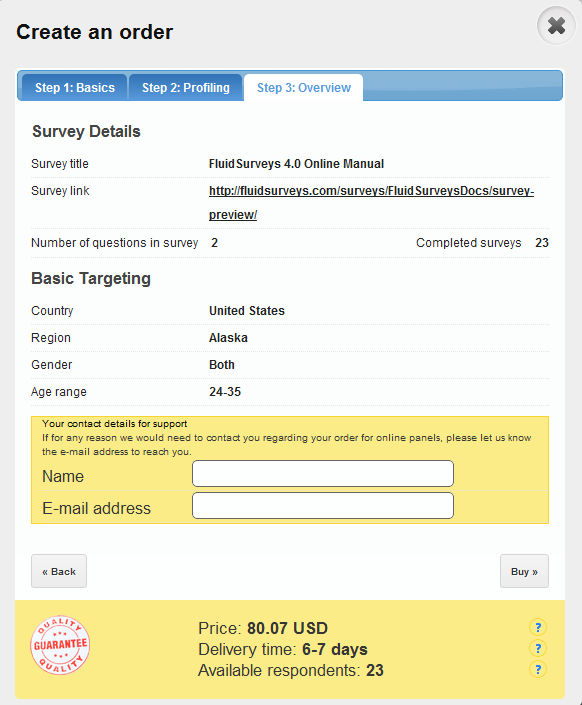 Create an order
Step 1: Basics Step 2: Profiling Step 3: Overview
Survey Details
Survey title FluidSurveys 4.0 Online Manual
Survey link http://fluidsurveys.com/surveys/FluidSurveysDocs/survey-
preview/
Number of questions in survey 2 Completed surveys 23
Basic Targeting
Country United States
Region Alaska
Gender Both
Age range 24-35
Your contact details for support
If for any reason we would need to contact you regarding your order for online panels, please let us know
the e-mail address to reach you.
Name
E-mail address
« Back Buy »
QUALITY
GUARANTEE
QUALITY
Price: 80.07 USD ?
Delivery time: 6-7 days ?
Available respondents: 23 ?